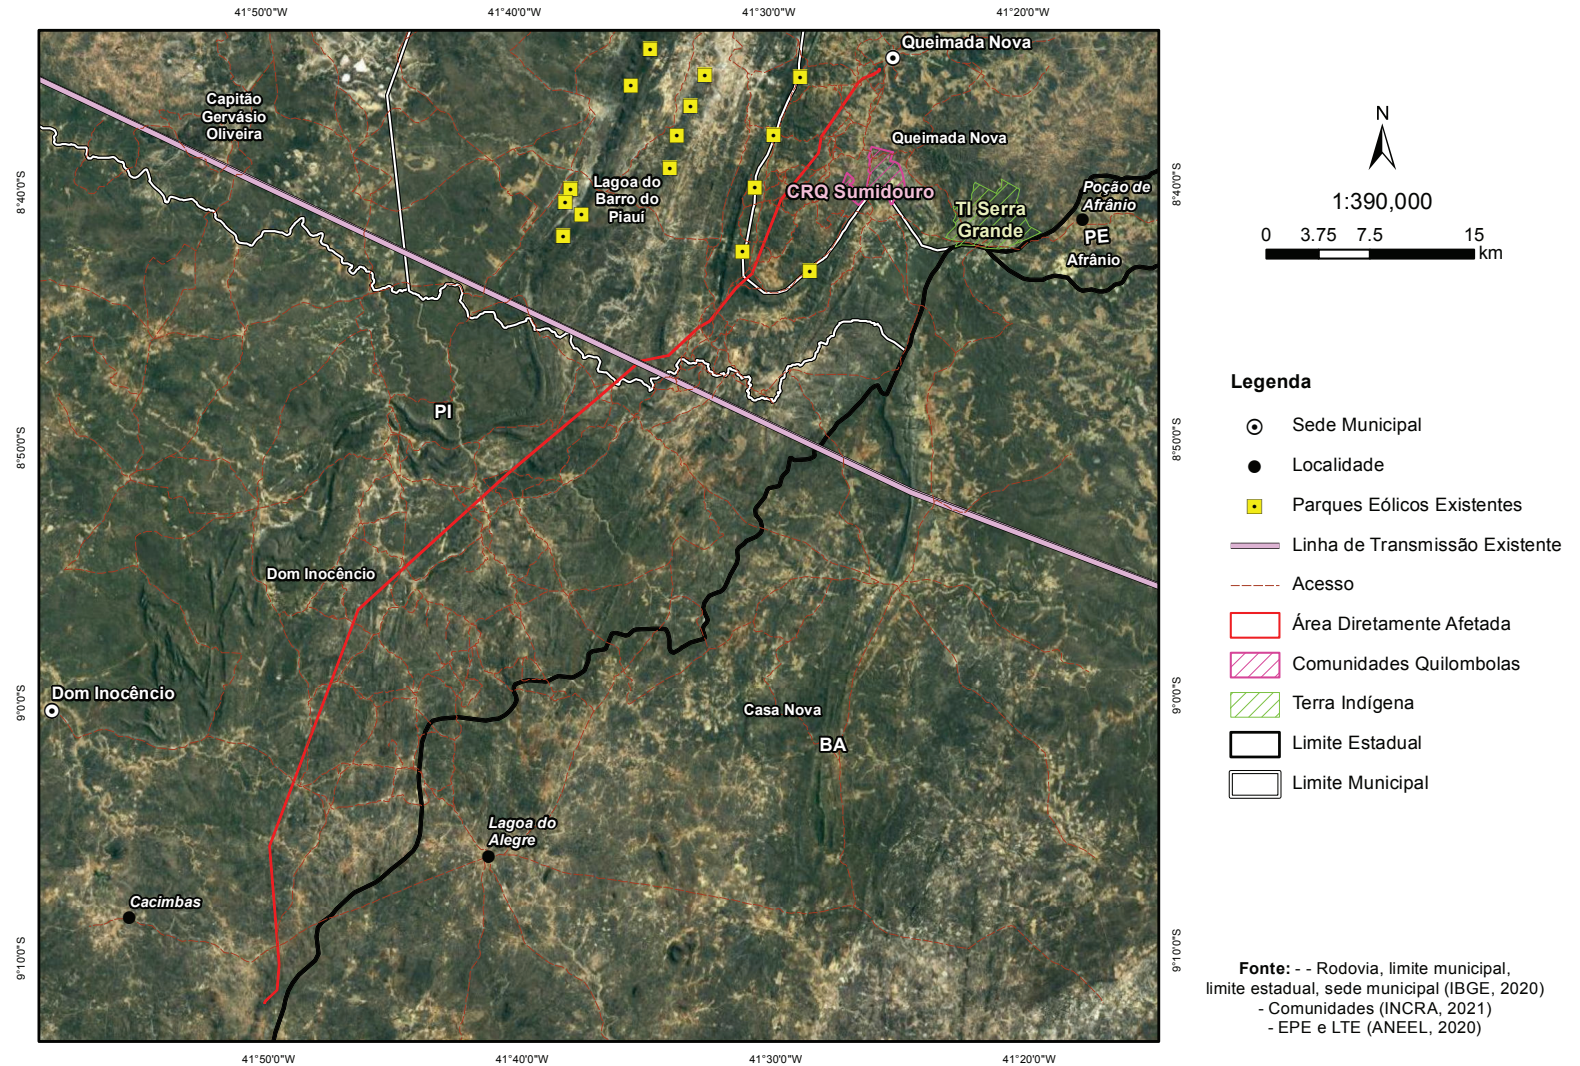 41°50'0"W
41°40'0"W
41°30'0"W
41°20'0"W
8°40'0"S
8°50'0"S
9°0'0"S
9°10'0"S
Queimada Nova
Capitão
Gervásio
Oliveira
Queimada Nova
Lagoa do
Barro do
Piauí
CRQ Sumidouro
TI Serra
Grande
Poção de
Afrânio
PE
Afrânio
PI
Dom Inocêncio
Dom Inocêncio
Casa Nova
BA
Lagoa do
Alegre
Cacimbas
8°40'0"S
8°50'0"S
9°0'0"S
9°10'0"S
41°50'0"W
41°40'0"W
41°30'0"W
41°20'0"W
N
1:390,000
0 3.75 7.5 15
km
Legenda
Sede Municipal
Localidade
Parques Eólicos Existentes
Linha de Transmissão Existente
Acesso
Área Diretamente Afetada
Comunidades Quilombolas
Terra Indígena
Limite Estadual
Limite Municipal
Fonte: - - Rodovia, limite municipal,
limite estadual, sede municipal (IBGE, 2020)
- Comunidades (INCRA, 2021)
- EPE e LTE (ANEEL, 2020)